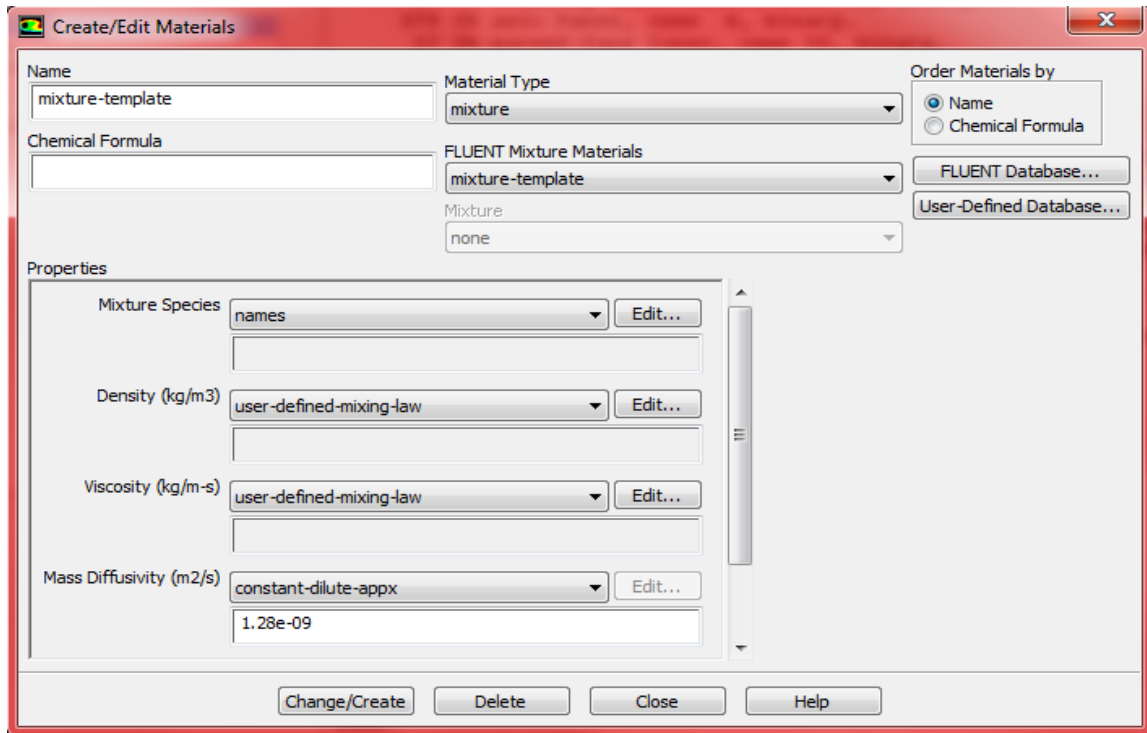 Create/Edit Materials
Name
mixture-template
Chemical Formula
Material Type
mixture
FLUENT Mixture Materials
mixture-template
Mixture
none
Order Materials by
Name
Chemical Formula
FLUENT Database...
User-Defined Database...
Properties
Mixture Species names Edit...
Density (kg/m3) user-defined-mixing-law Edit...
Viscosity (kg/m-s) user-defined-mixing-law Edit...
Mass Diffusivity (m2/s) constant-dilute-appx Edit...
1.28e-09
Change/Create Delete Close Help